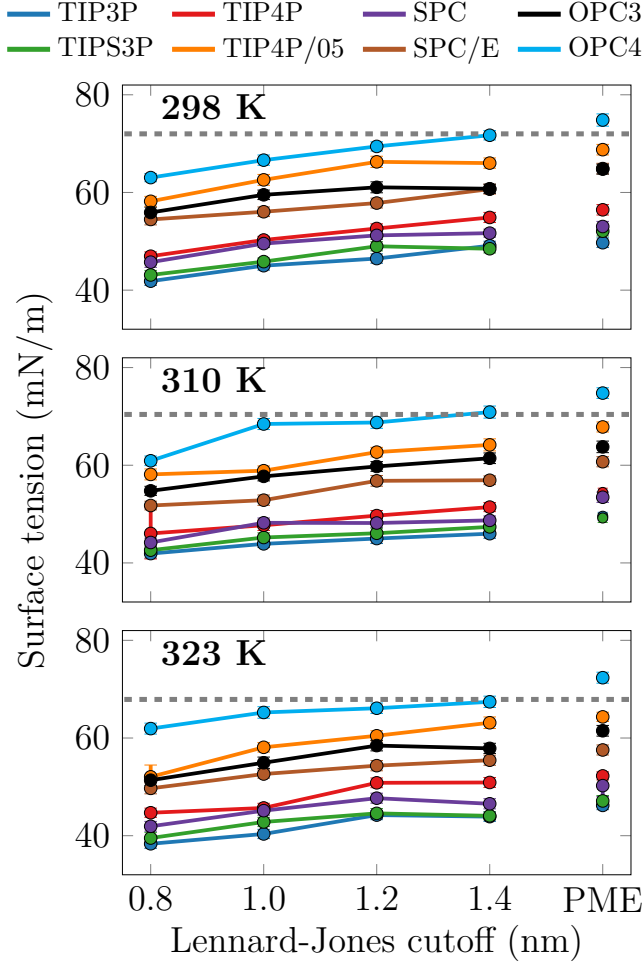 TIP3P TIP4P SPC OPC3
TIPS3P TIP4P/05 SPC/E OPC4
80
298 K
60
40
80
310 K
60
40
80
323 K
60
40
0.8 1.0 1.2 1.4 PME
Lennard-Jones cutoff (nm)
Surface tension (mN/m)